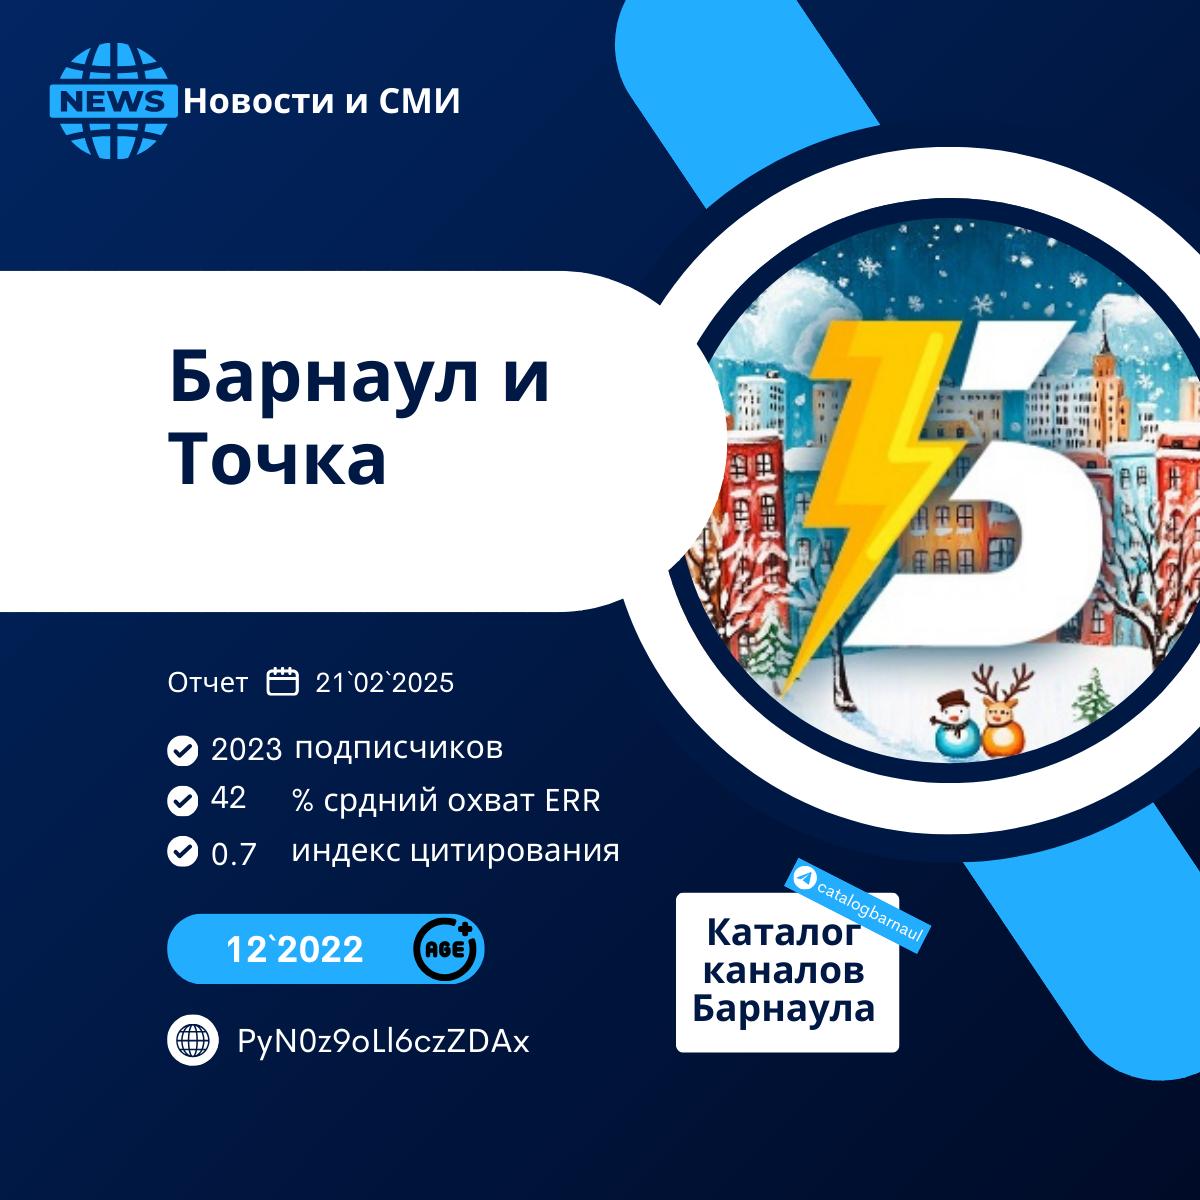 NEWS Новости и СМИ
Барнаул и
Точка
Отчет 21`02`2025
2023 подписчиков
42 % срдний охват ERR
0.7 индекс цитирования
12`2022 AGE+
PyN0z9oLl6czZDAx
catalogbarnaul
Каталог
каналов
Барнаула
Б